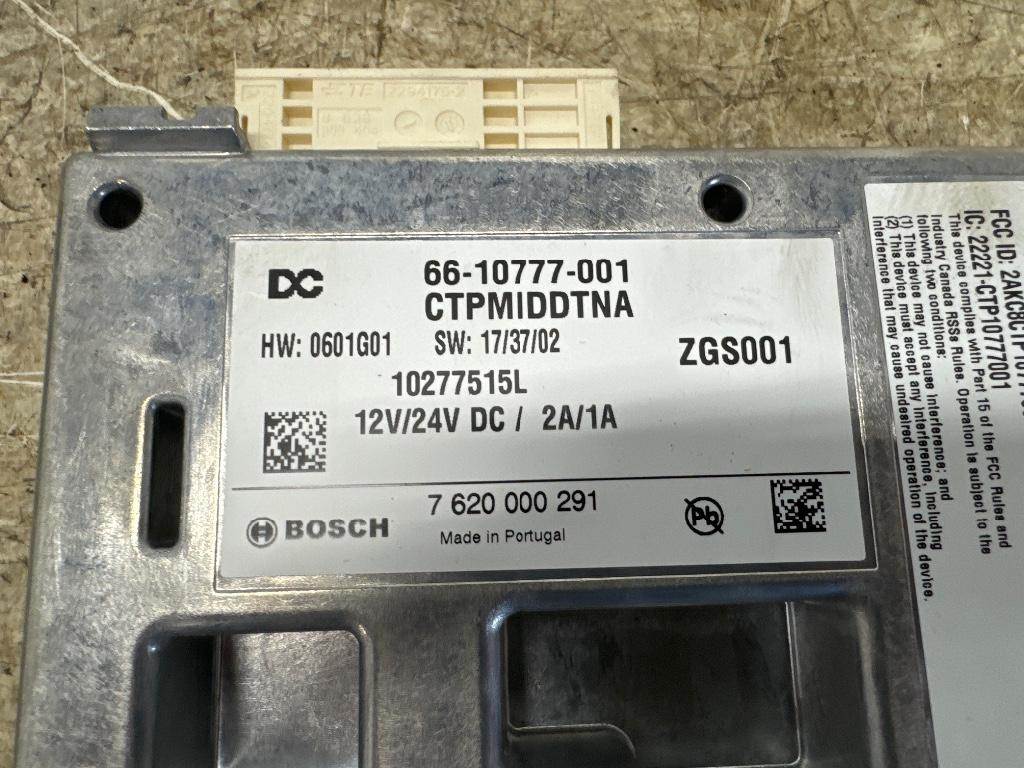 DC
66-10777-001
CTPMIDDTNA
HW: 0601G01 SW: 17/37/02
ZGS001
10277515L
12V/24V DC / 2A/1A
BOSCH
7 620 000 291
Made in Portugal
Pb
IC: 22221-CTP10777001
FCC ID:
This device complies with Part 15 of the FCC Rules and
Industry Canada RSSs Rules. Operation is subject to the
following two conditions:
(1) This device may not cause interference; and
(2) This device must accept any interference, including
interference that may cause undesired operation of the device.